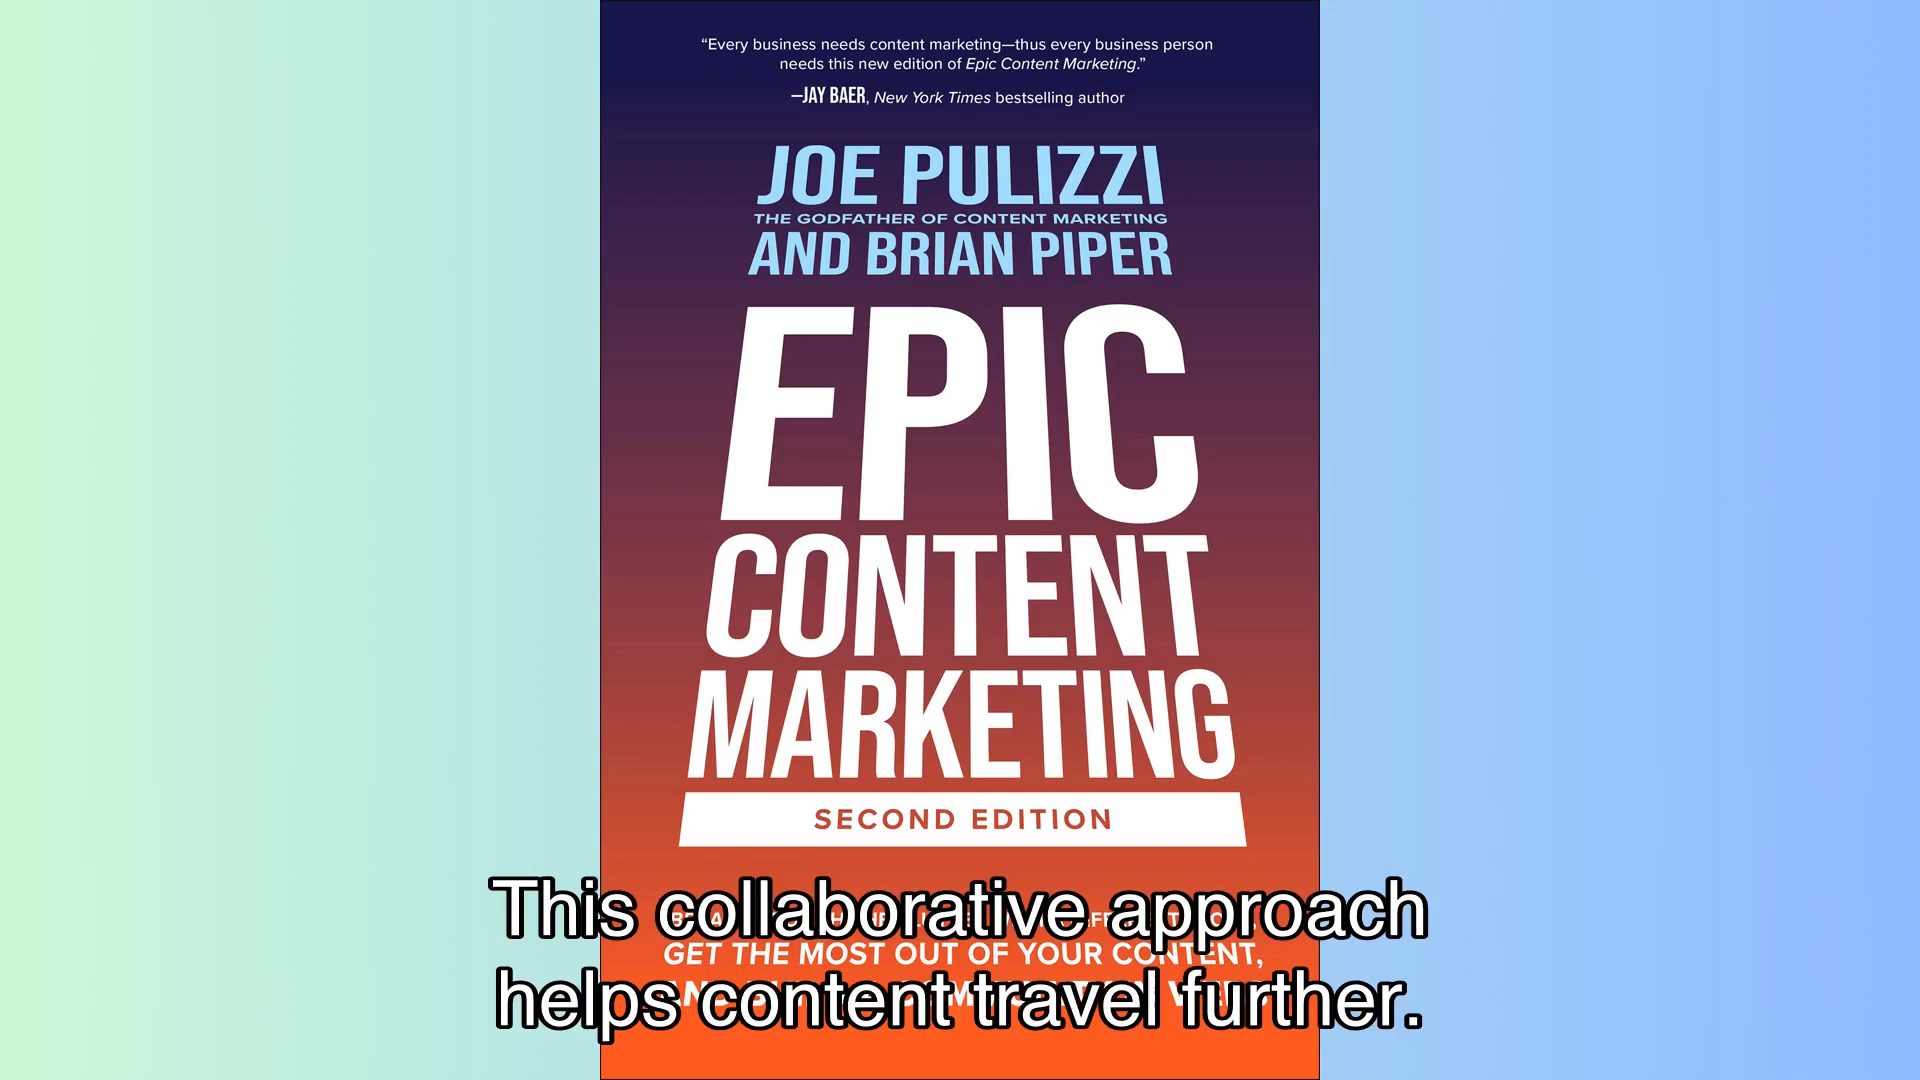 “Every business needs content marketing—thus every business person
needs this new edition of Epic Content Marketing.”
—JAY BAER, New York Times bestselling author
JOE PULIZZI
THE GODFATHER OF CONTENT MARKETING
AND BRIAN PIPER
EPIC
CONTENT
MARKETING
SECOND EDITION
This collaborative approach
GET THE MOST OUT OF YOUR CONTENT,
helps content travel further.